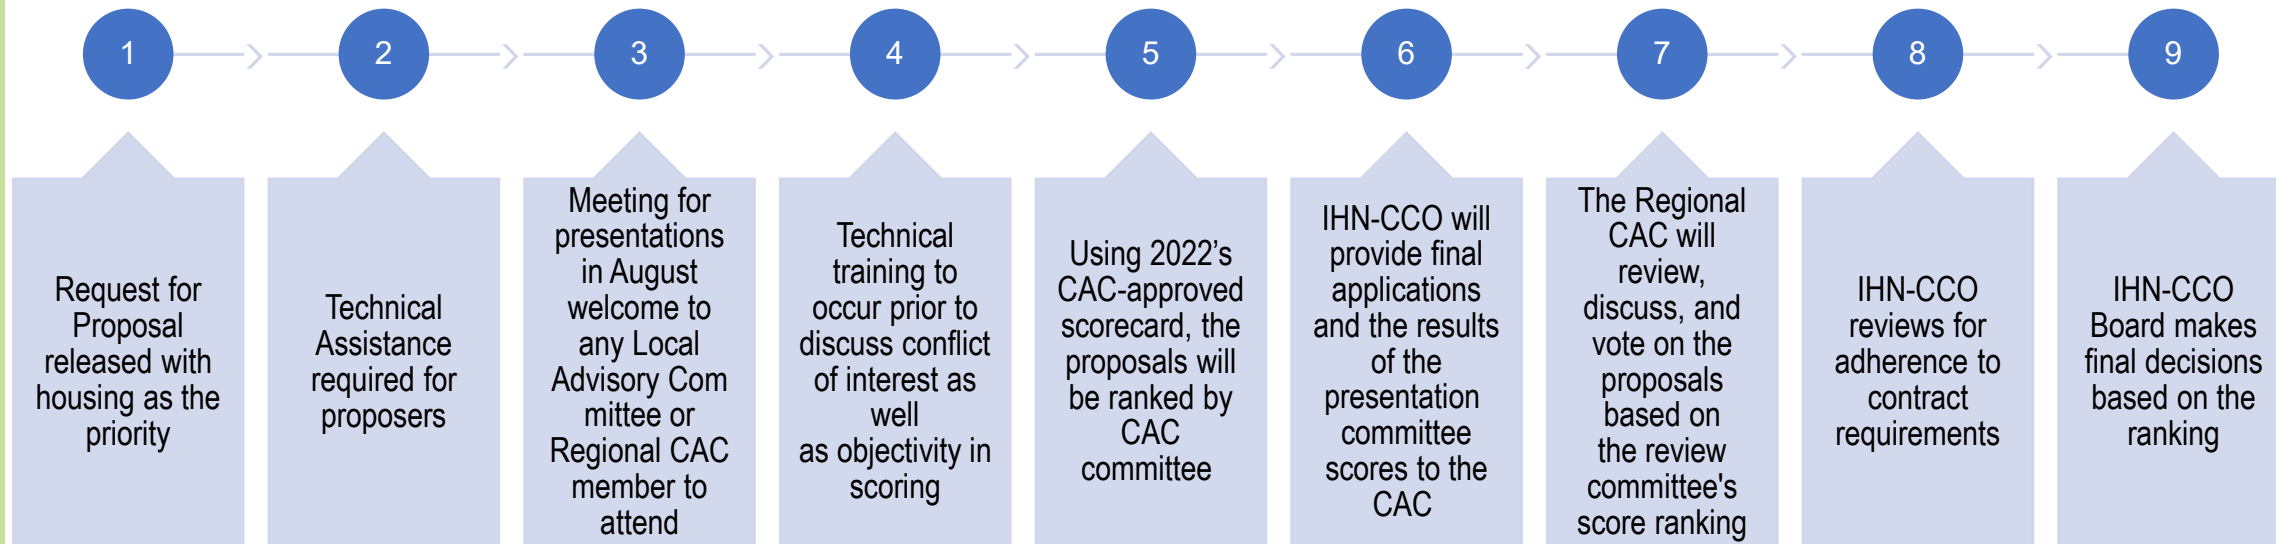 1
2
3
4
5
6
7
8
9
Request for
Proposal
released with
housing as the
priority
Technical
Assistance
required for
proposers
Meeting for
presentations
in August
welcome to
any Local
Advisory Com
mittee or
Regional CAC
member to
attend
Technical
training to
occur prior to
discuss conflict
of interest as
well
as objectivity in
scoring
Using 2022’s
CAC-approved
scorecard, the
proposals will
be ranked by
CAC
committee
IHN-CCO will
provide final
applications
and the results
of the
presentation
committee
scores to the
CAC
The Regional
CAC will
review,
discuss, and
vote on the
proposals
based on
the review
committee's
score ranking
IHN-CCO
reviews for
adherence to
contract
requirements
IHN-CCO
Board makes
final decisions
based on the
ranking